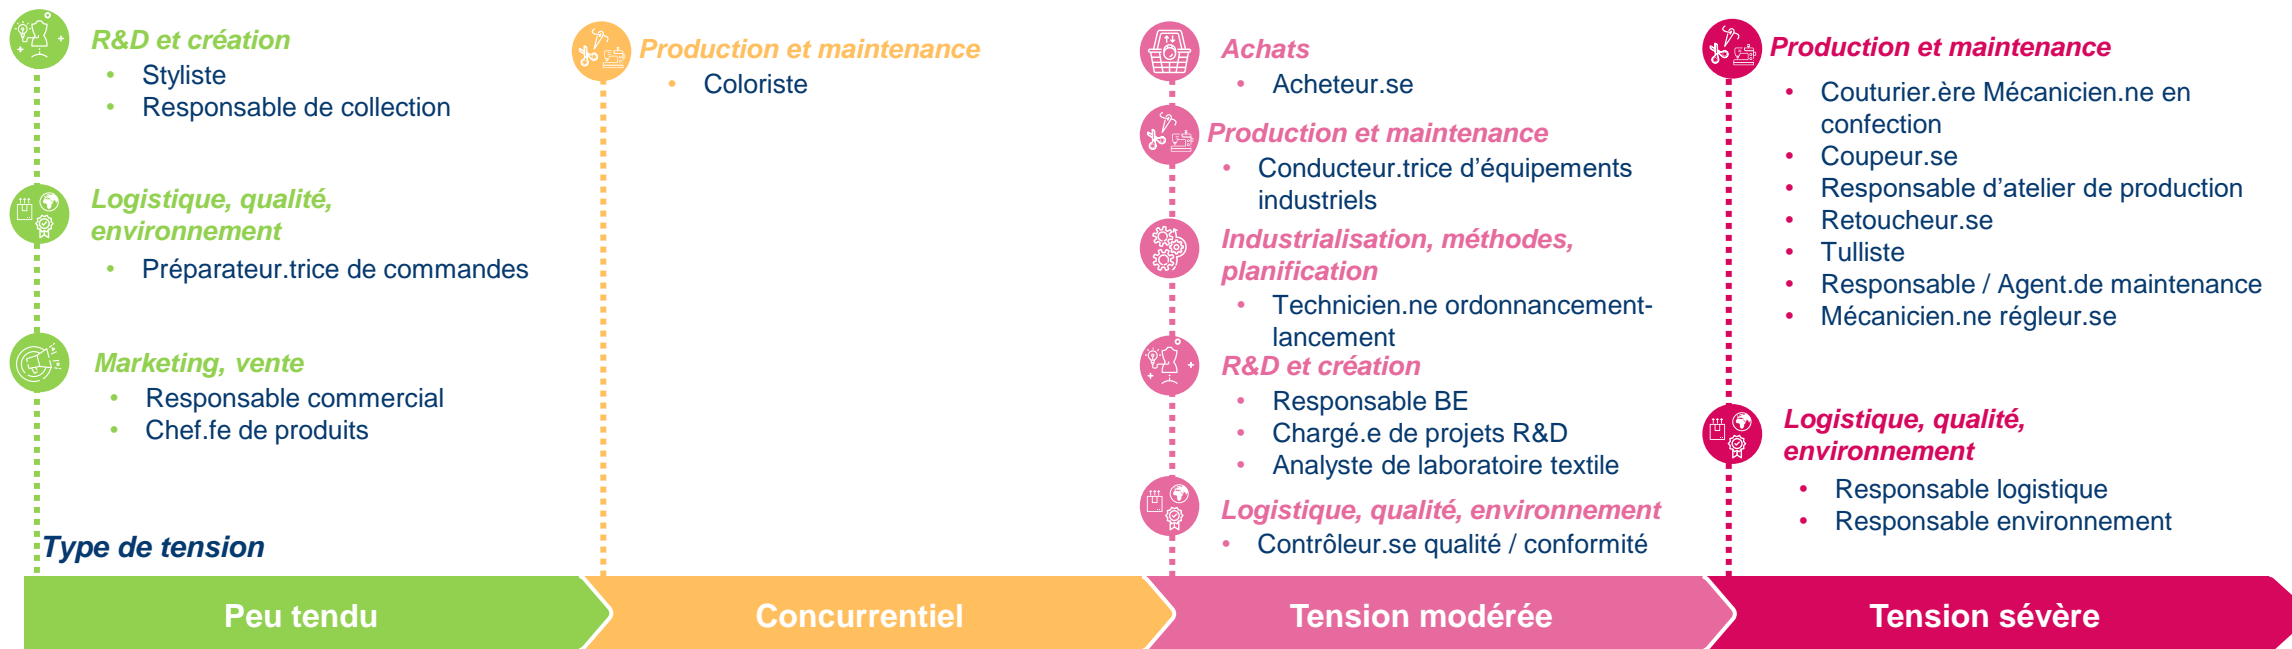 R&D et création
• Styliste
• Responsable de collection
Logistique, qualité,
environnement
• Préparateur.trice de commandes
Marketing, vente
• Responsable commercial
• Chef.fe de produits
Production et maintenance
• Coloriste
Achats
• Acheteur.se
Production et maintenance
• Conducteur.trice d’équipements
industriels
Industrialisation, méthodes,
planification
• Technicien.ne ordonnancement-
lancement
R&D et création
• Responsable BE
• Chargé.e de projets R&D
• Analyste de laboratoire textile
Logistique, qualité, environnement
• Contrôleur.se qualité / conformité
Production et maintenance
• Couturier.ère Mécanicien.ne en
confection
• Coupeur.se
• Responsable d’atelier de production
• Retoucheur.se
• Tulliste
• Responsable / Agent.de maintenance
• Mécanicien.ne régleur.se
Logistique, qualité,
environnement
• Responsable logistique
• Responsable environnement
Type de tension
Peu tendu
Concurrentiel
Tension modérée
Tension sévère